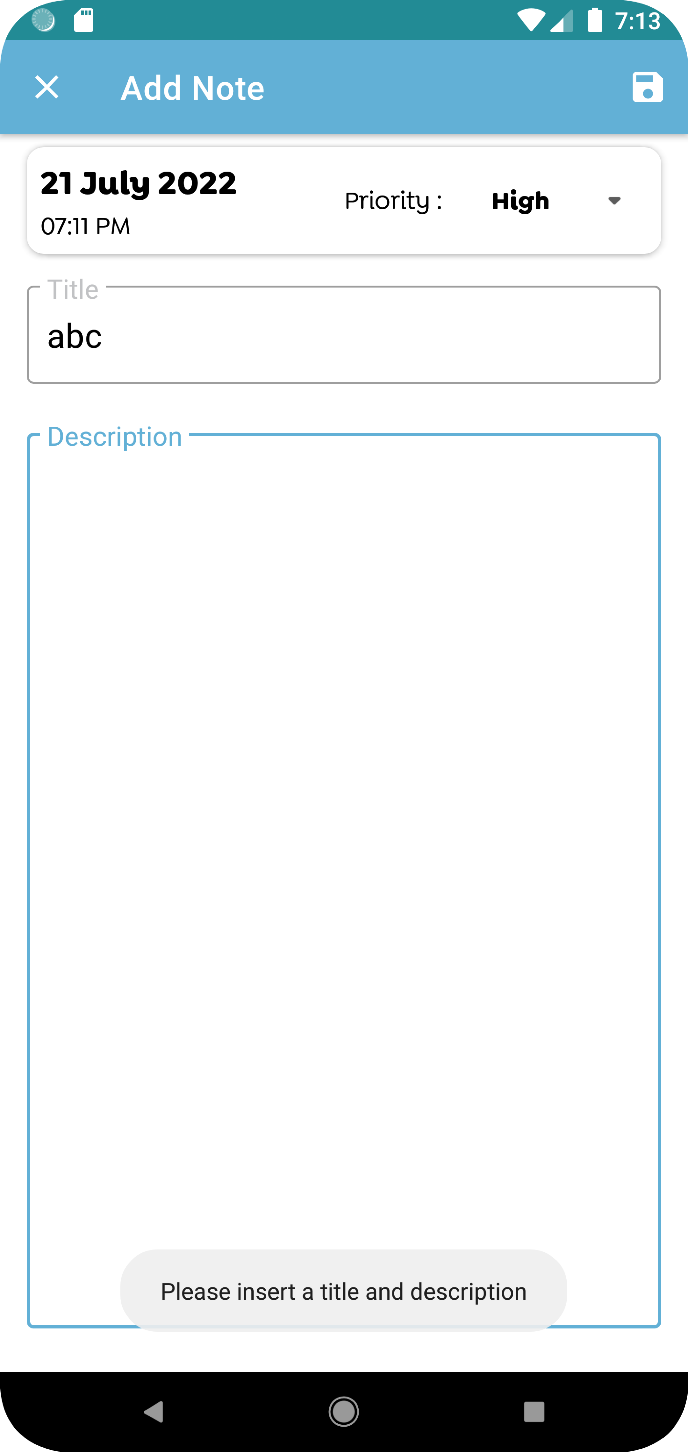 7:13
Add Note
21 July 2022
07:11 PM
Priority :
High
Title
abc
Description
Please insert a title and description